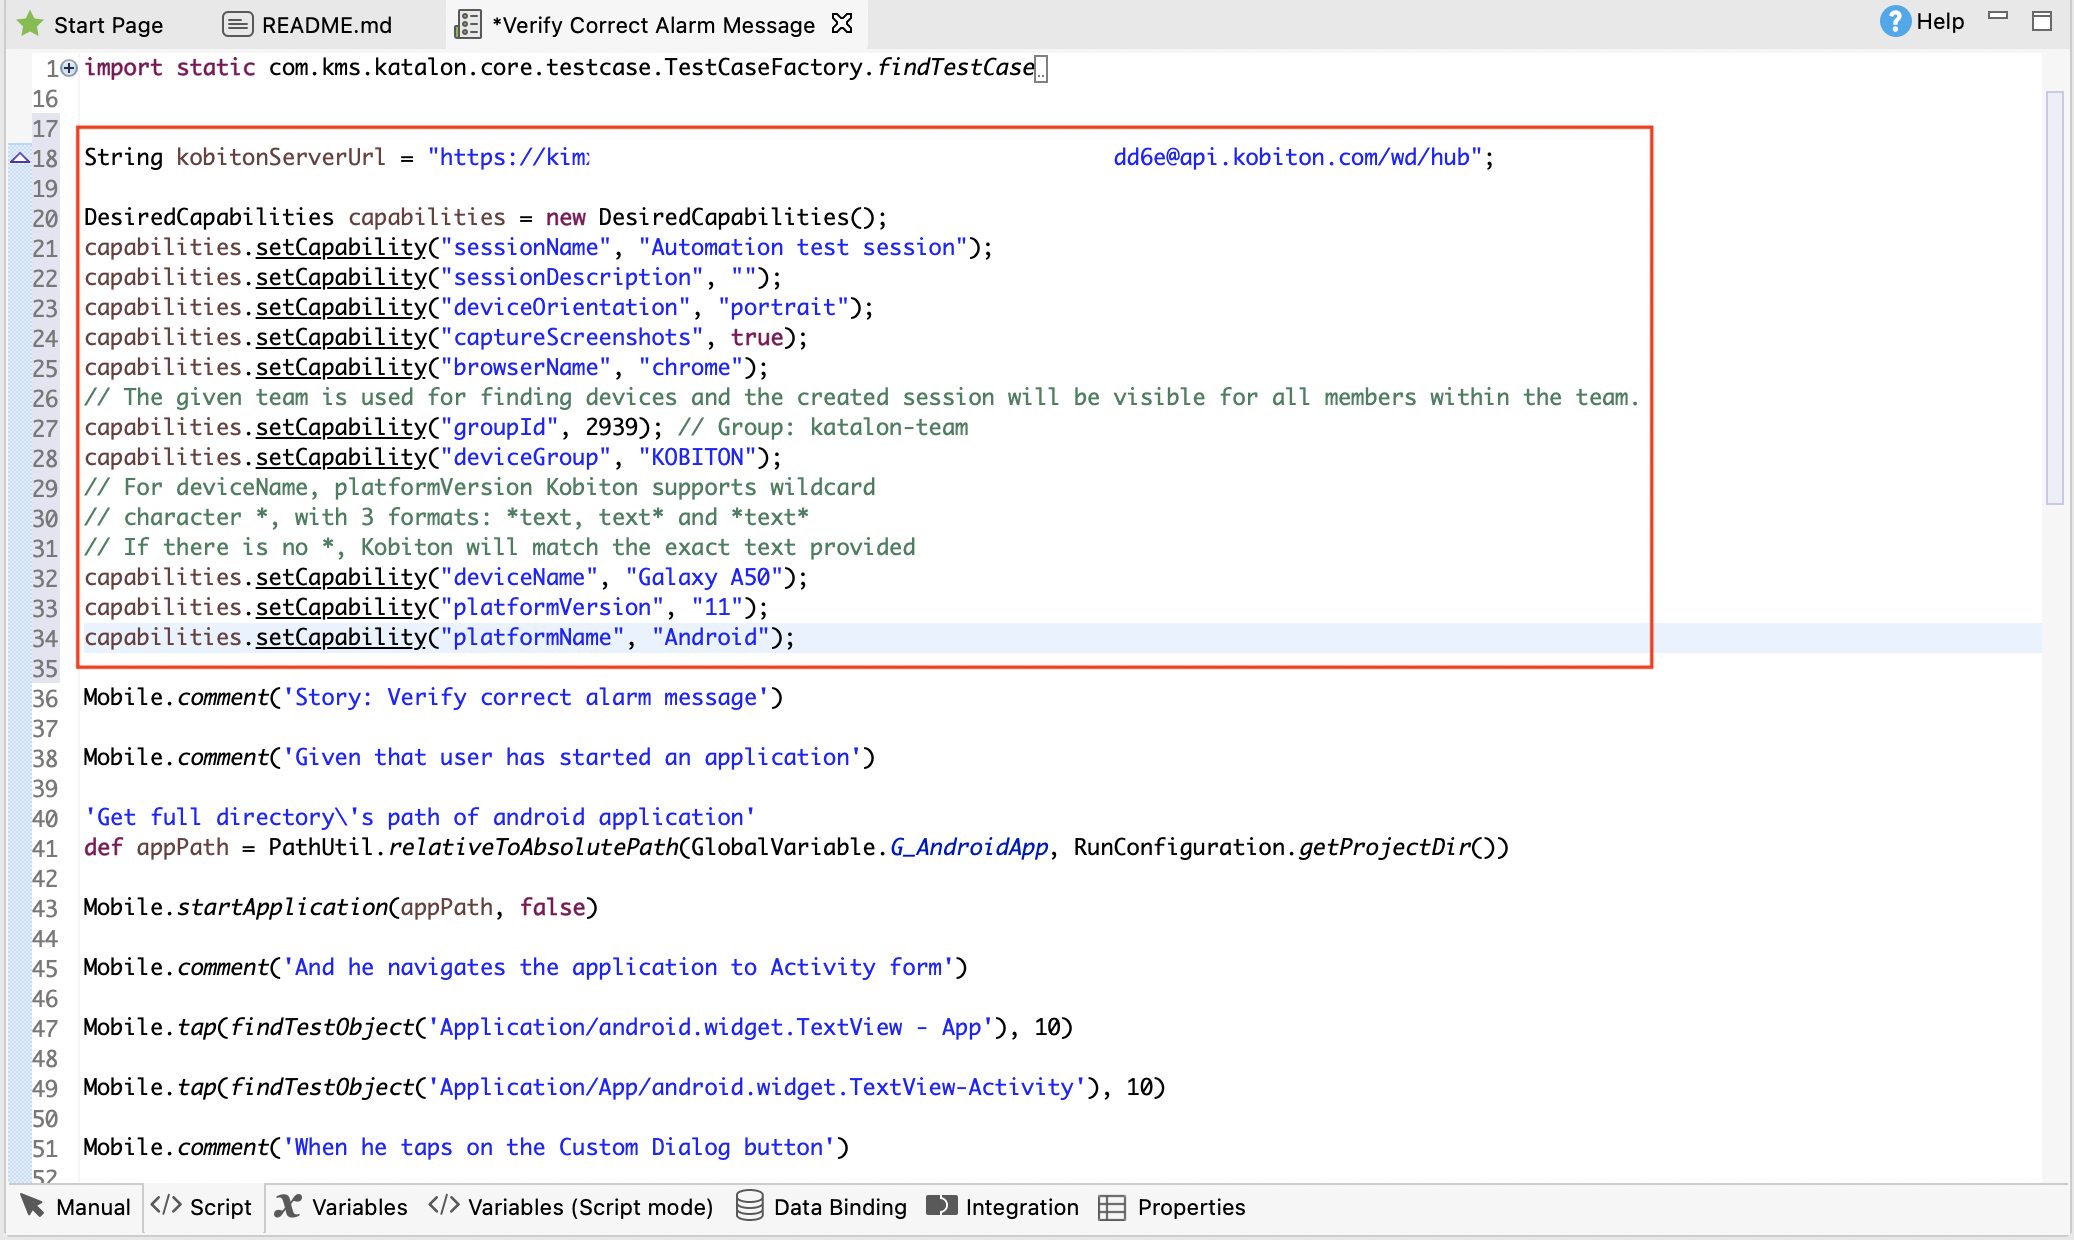 Start Page README.md *Verify Correct Alarm Message Help
1 import static com.kms.katalon.core.testcase.TestCaseFactory.findTestCase..
16
17
18 String kobitonServerUrl = "https://kim dd6e@api.kobiton.com/wd/hub";
19
20 DesiredCapabilities capabilities = new DesiredCapabilities();
21 capabilities.setCapability("sessionName", "Automation test session");
22 capabilities.setCapability("sessionDescription", "");
23 capabilities.setCapability("deviceOrientation", "portrait");
24 capabilities.setCapability("captureScreenshots", true);
25 capabilities.setCapability("browserName", "chrome");
26 // The given team is used for finding devices and the created session will be visible for all members within the team.
27 capabilities.setCapability("groupId", 2939); // Group: katalon-team
28 capabilities.setCapability("deviceGroup", "KOBITON");
29 // For deviceName, platformVersion Kobiton supports wildcard
30 // character *, with 3 formats: *text, text* and *text*
31 // If there is no *, Kobiton will match the exact text provided
32 capabilities.setCapability("deviceName", "Galaxy A50");
33 capabilities.setCapability("platformVersion", "11");
34 capabilities.setCapability("platformName", "Android");
35
36 Mobile.comment('Story: Verify correct alarm message')
37
38 Mobile.comment('Given that user has started an application')
39
40 'Get full directory\'s path of android application'
41 def appPath = PathUtil.relativeToAbsolutePath(GlobalVariable.G_AndroidApp, RunConfiguration.getProjectDir())
42
43 Mobile.startApplication(appPath, false)
44
45 Mobile.comment('And he navigates the application to Activity form')
46
47 Mobile.tap(findTestObject('Application/android.widget.TextView - App'), 10)
48
49 Mobile.tap(findTestObject('Application/App/android.widget.TextView-Activity'), 10)
50
51 Mobile.comment('When he taps on the Custom Dialog button')
52
Manual </> Script Variables </> Variables (Script mode) Data Binding Integration Properties